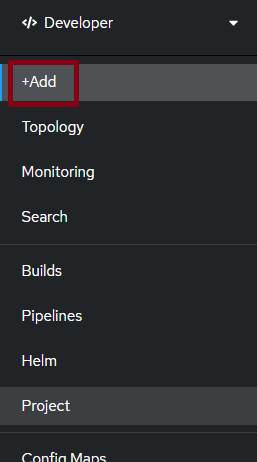 </> Developer
+Add
Topology
Monitoring
Search
Builds
Pipelines
Helm
Project
Config Maps